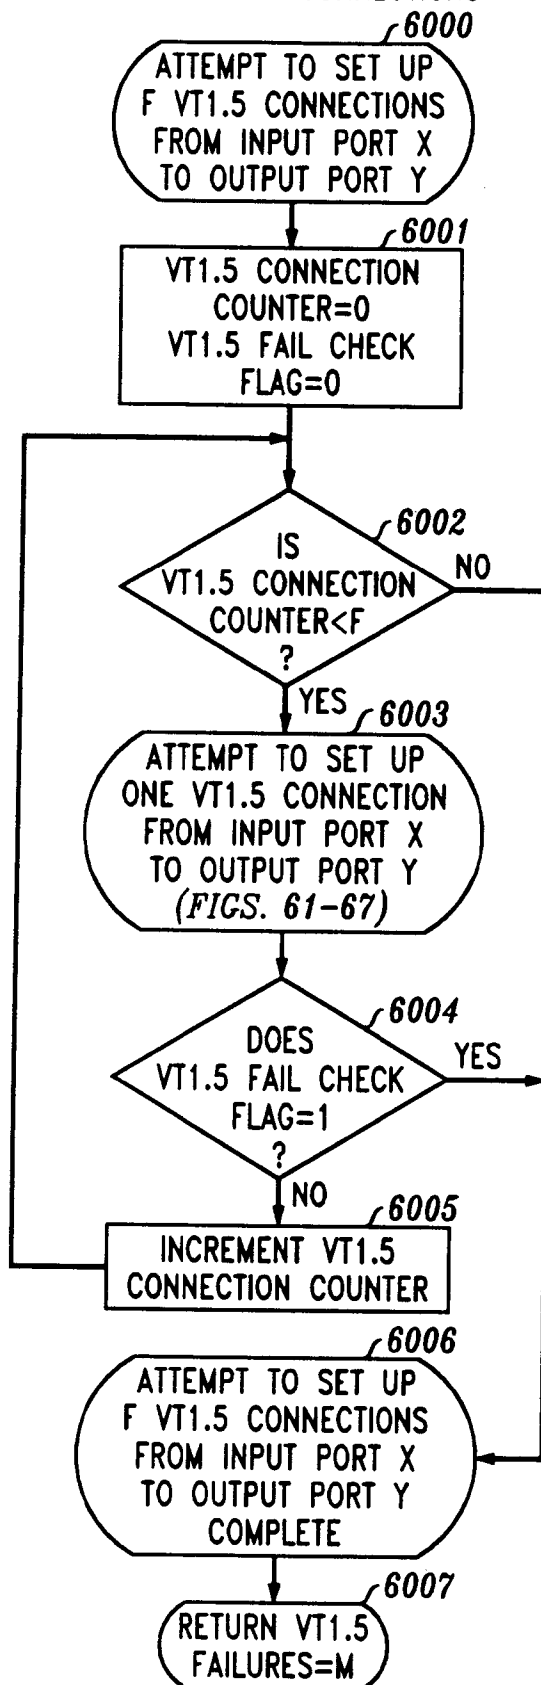 6000
ATTEMPT TO SET UP
F VT1.5 CONNECTIONS
FROM INPUT PORT X
TO OUTPUT PORT Y
6001
VT1.5 CONNECTION
COUNTER=0
VT1.5 FAIL CHECK
FLAG=0
6002
IS
VT1.5 CONNECTION
COUNTER<F
?
NO
YES
6003
ATTEMPT TO SET UP
ONE VT1.5 CONNECTION
FROM INPUT PORT X
TO OUTPUT PORT Y
(FIGS. 61-67)
6004
DOES
VT1.5 FAIL CHECK
FLAG=1
?
YES
NO
6005
INCREMENT VT1.5
CONNECTION COUNTER
6006
ATTEMPT TO SET UP
F VT1.5 CONNECTIONS
FROM INPUT PORT X
TO OUTPUT PORT Y
COMPLETE
6007
RETURN VT1.5
FAILURES=M